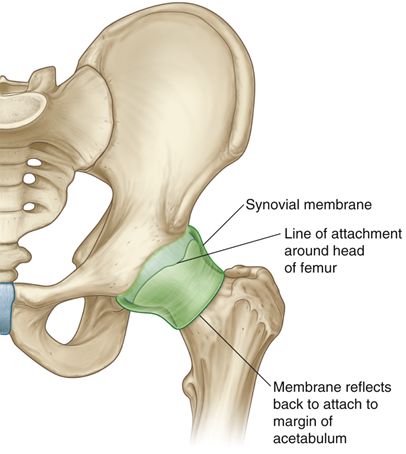 Synovial membrane
Line of attachment
around head
of femur
Membrane reflects
back to attach to
margin of
acetabulum